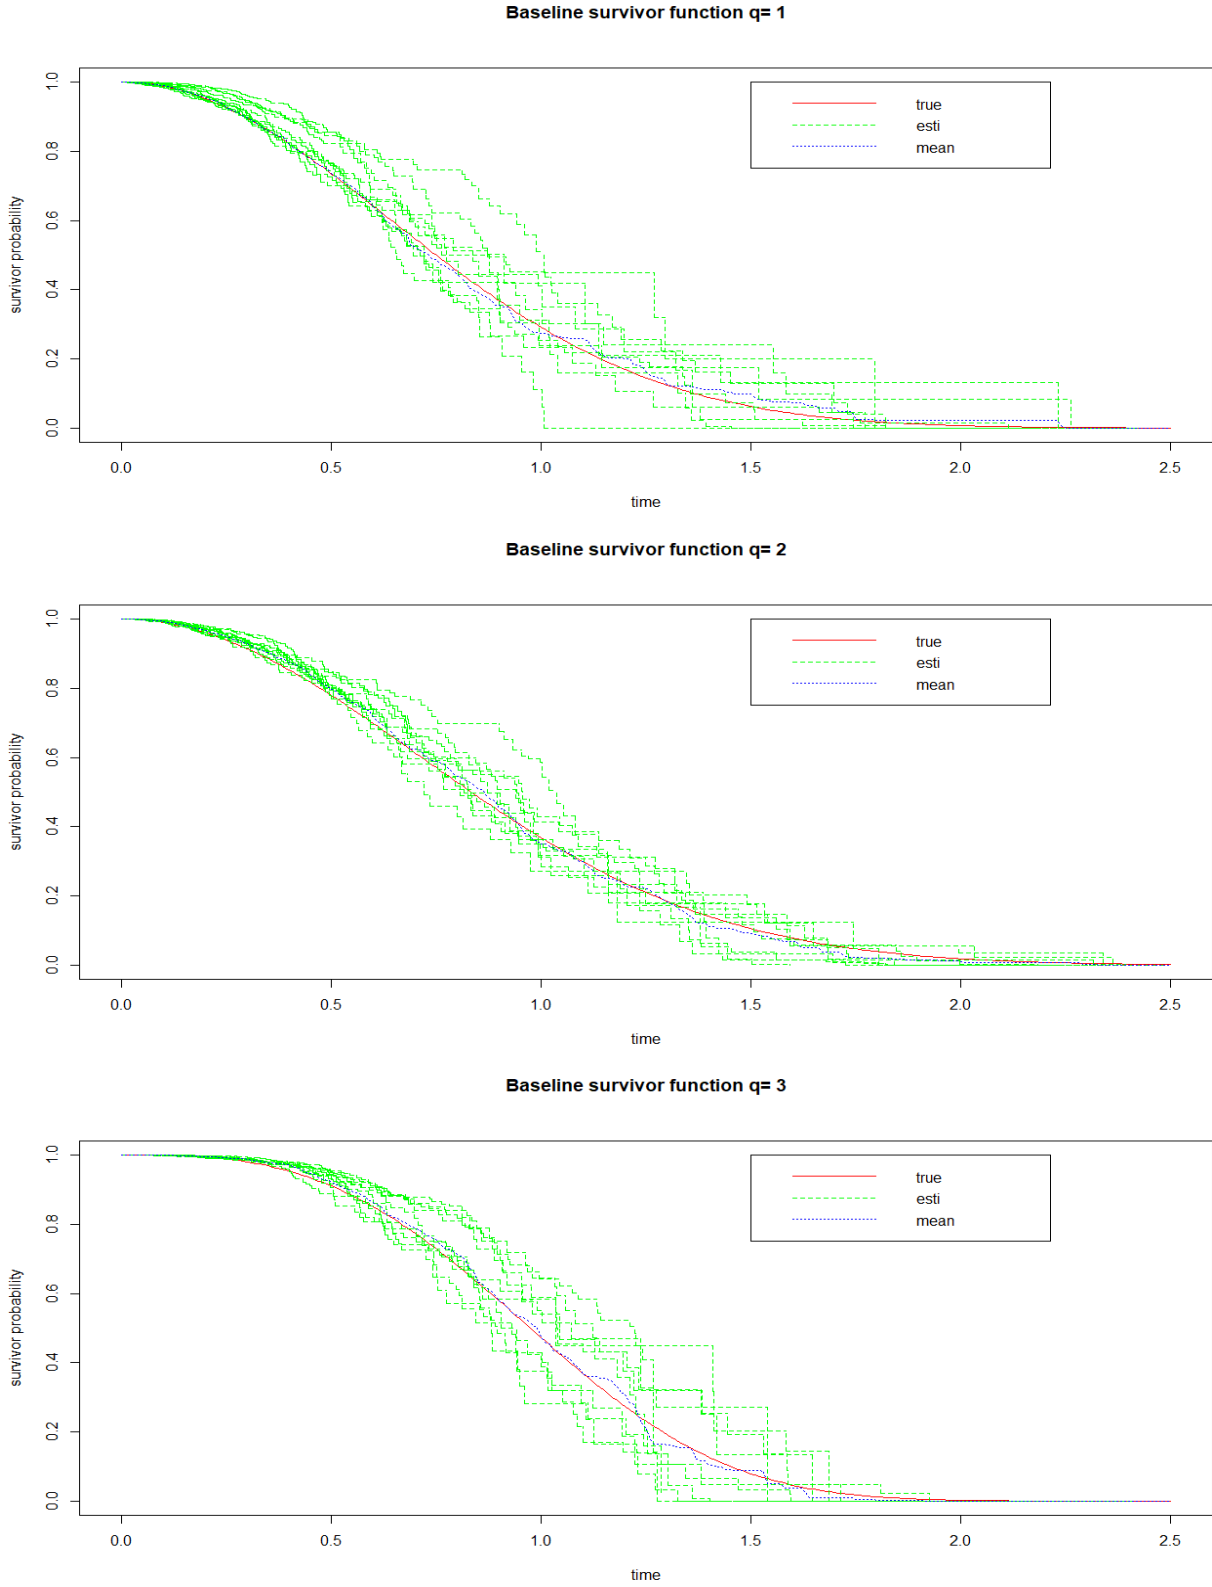 Baseline survivor function q= 1
survivor probability
1.0
0.8
0.6
0.4
0.2
0.0
true
esti
mean
0.0 0.5 1.0 1.5 2.0 2.5
time
Baseline survivor function q= 2
survivor probability
1.0
0.8
0.6
0.4
0.2
0.0
true
esti
mean
0.0 0.5 1.0 1.5 2.0 2.5
time
Baseline survivor function q= 3
survivor probability
1.0
0.8
0.6
0.4
0.2
0.0
true
esti
mean
0.0 0.5 1.0 1.5 2.0 2.5
time